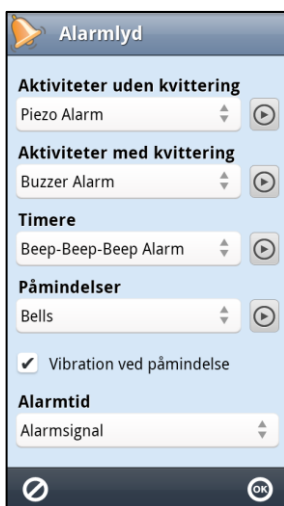 Alarmlyd
Aktiviteter uden kvittering
Piezo Alarm
Aktiviteter med kvittering
Buzzer Alarm
Timere
Beep-Beep-Beep Alarm
Påmindelser
Bells
Vibration ved påmindelse
Alarmtid
Alarmsignal
OK